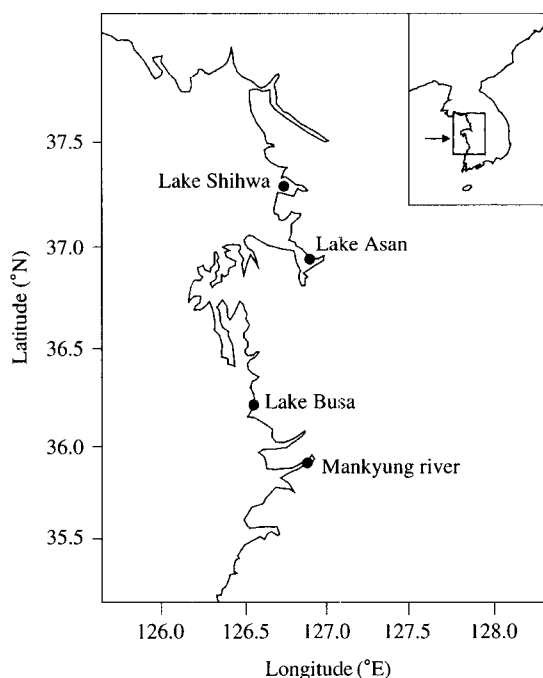 37.5
Lake Shihwa
37.0
Lake Asan
36.5
Lake Busa
36.0
Mankyung river
35.5
126.0 126.5 127.0 127.5 128.0
Latitude (°N)
Longitude (°E)